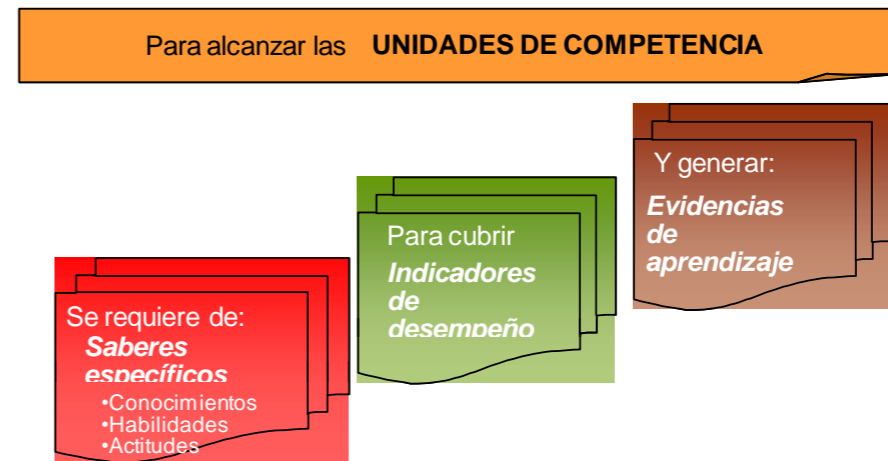 Para alcanzar las UNIDADES DE COMPETENCIA
Se requiere de:
Saberes
específicos
•Conocimientos
•Habilidades
•Actitudes
Para cubrir
Indicadores
de
desempeño
Y generar:
Evidencias
de
aprendizaje